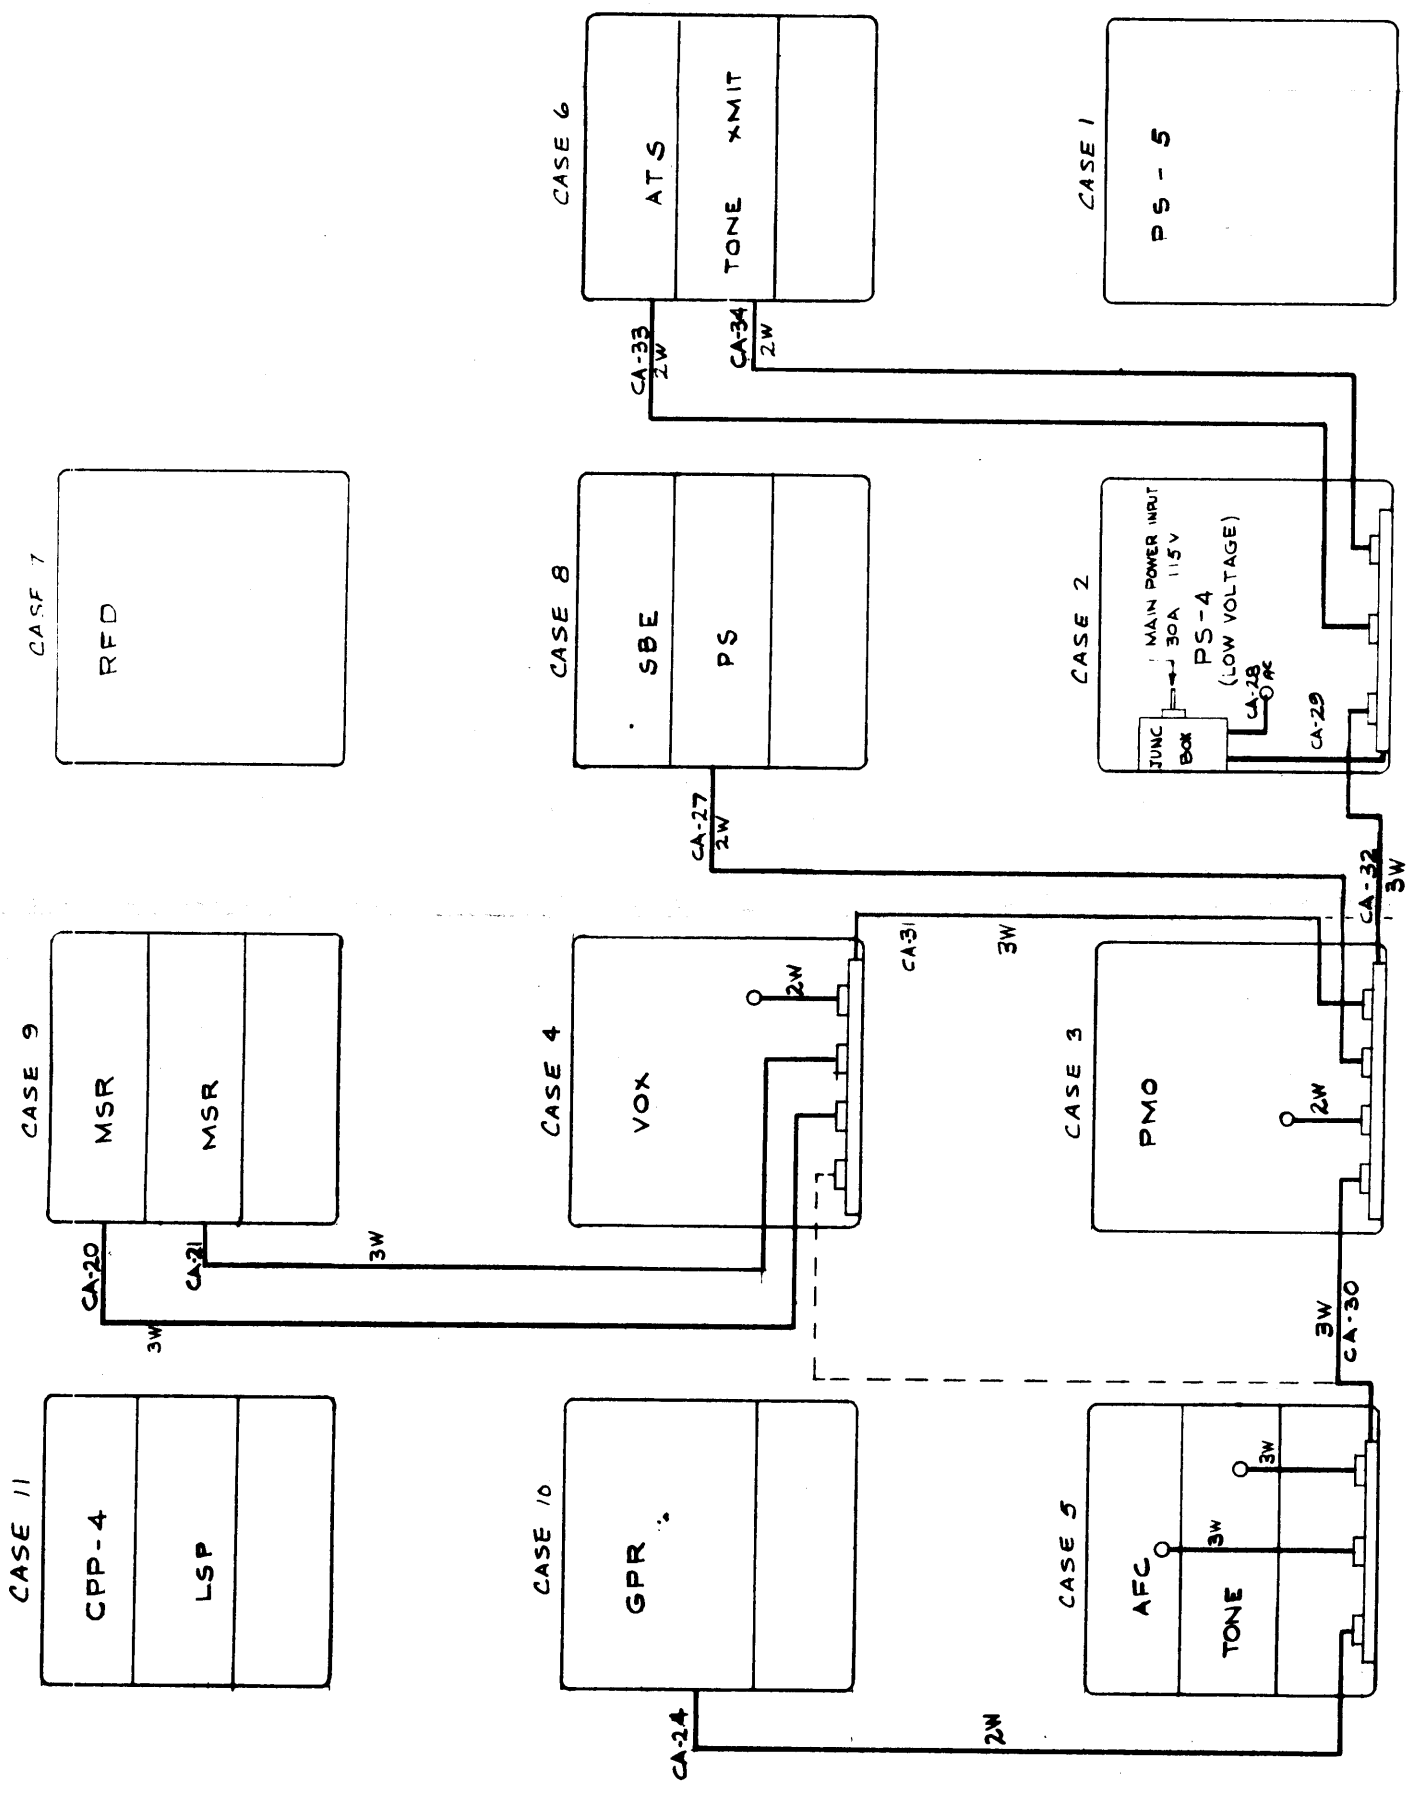 CASE 11
CPP-4
LSP
CASE 9
MSR
MSR
CA-20
3W
CA-21
3W
CASE 7
RFD
CASE 10
GPR
CA-24
2W
CASE 4
VOX
2W
CA-31
3W
CASE 8
SBE
PS
CA-27
2W
CASE 6
ATS
TONE XMIT
CA-33
2W
CA-34
2W
CASE 5
AFC
TONE
3W
3W
3W
CA-30
CASE 3
PMO
2W
CA-32
3W
CASE 2
MAIN POWER INPUT
30A 115V
PS-4
(LOW VOLTAGE)
JUNC
BOX
CA-28
AC
CA-29
CASE 1
PS-5